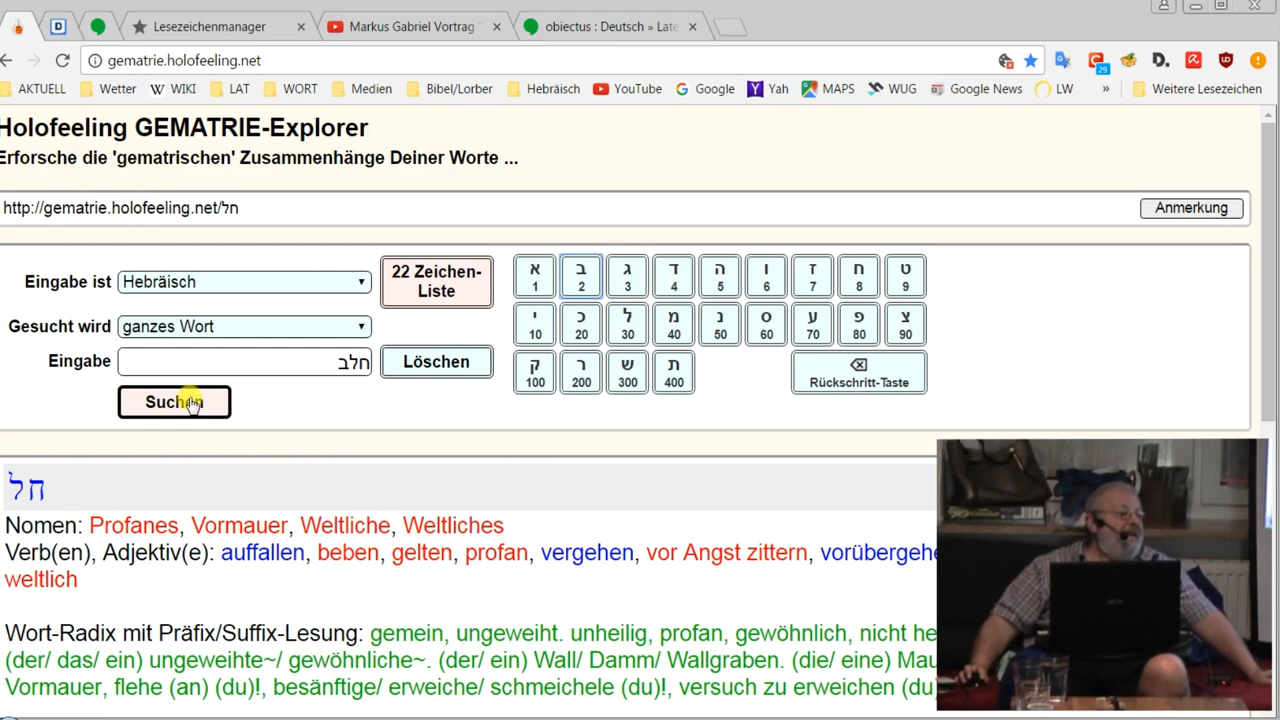 Lesezeichenmanager
Markus Gabriel Vortrag "
obiectus : Deutsch » Late
gematrie.holofeeling.net
29
AKTUELL Wetter WIKI LAT WORT Medien Bibel/Lorber Hebräisch YouTube Google Yah MAPS WUG Google News LW » Weitere Lesezeichen
Holofeeling GEMATRIE-Explorer
Erforsche die 'gematrischen' Zusammenhänge Deiner Worte ...
http://gematrie.holofeeling.net/חל
Anmerkung
Eingabe ist Hebräisch
22 Zeichen-
Liste
Gesucht wird ganzes Wort
Eingabe חלב Löschen
Suchen
א ב ג ד ה ו ז ח ט
1 2 3 4 5 6 7 8 9
י כ ל מ נ ס ע פ צ
10 20 30 40 50 60 70 80 90
ק ר ש ת
100 200 300 400
Rückschritt-Taste
חל
Nomen: Profanes, Vormauer, Weltliche, Weltliches
Verb(en), Adjektiv(e): auffallen, beben, gelten, profan, vergehen, vor Angst zittern, vorübergehe
weltlich
Wort-Radix mit Präfix/Suffix-Lesung: gemein, ungeweiht. unheilig, profan, gewöhnlich, nicht he
(der/ das/ ein) ungeweihte~/ gewöhnliche~. (der/ ein) Wall/ Damm/ Wallgraben. (die/ eine) Mau
Vormauer, flehe (an) (du)!, besänftige/ erweiche/ schmeichele (du)!, versuch zu erweichen (du